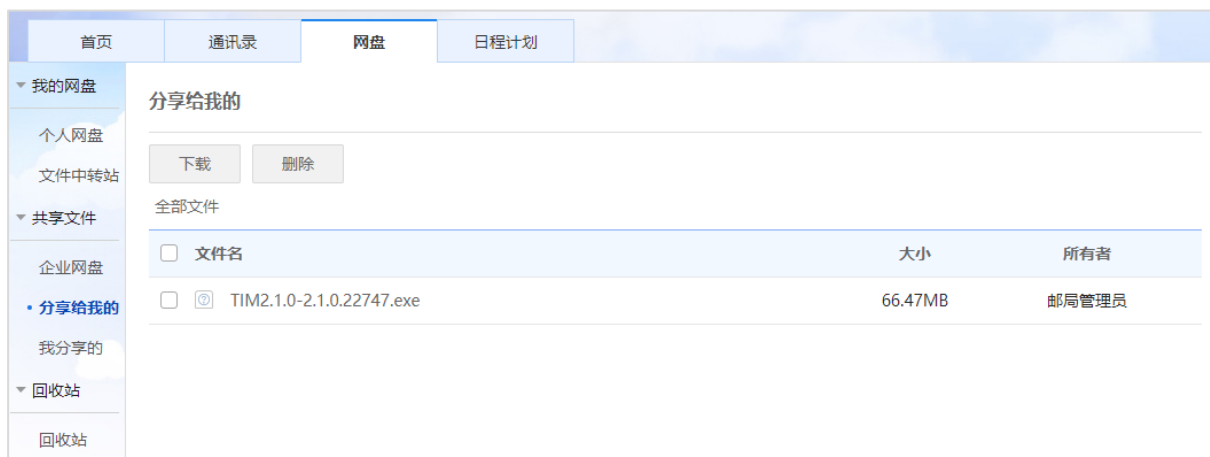 首页 通讯录 网盘 日程计划
我的网盘
个人网盘
文件中转站
共享文件
企业网盘
分享给我的
我分享的
回收站
回收站
分享给我的
下载 删除
全部文件
文件名 大小 所有者
TIM2.1.0-2.1.0.22747.exe 66.47MB 邮局管理员